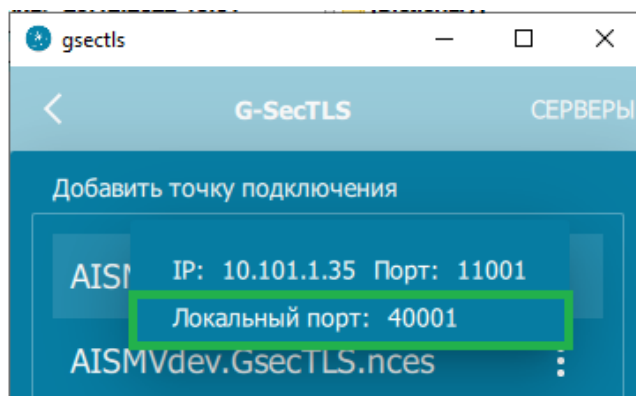 gsectls
G-SecTLS СЕРВЕРЫ
Добавить точку подключения
IP: 10.101.1.35 Порт: 11001
Локальный порт: 40001
AISMVdev.GsecTLS.nces